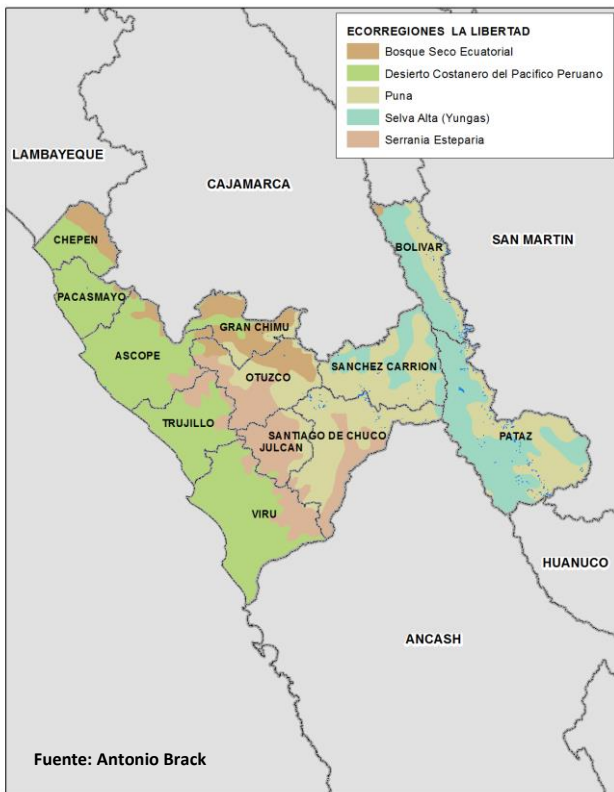 ECORREGIONES LA LIBERTAD
Bosque Seco Ecuatorial
Desierto Costanero del Pacifico Peruano
Puna
Selva Alta (Yungas)
Serrania Esteparia
LAMBAYEQUE
CAJAMARCA
SAN MARTIN
CHEPEN
BOLIVAR
PACASMAYO
GRAN CHIMU
ASCOPE
SANCHEZ CARRION
OTUZCO
TRUJILLO
SANTIAGO DE CHUCO
PATAZ
JULCAN
VIRU
HUANUCO
ANCASH
Fuente: Antonio Brack